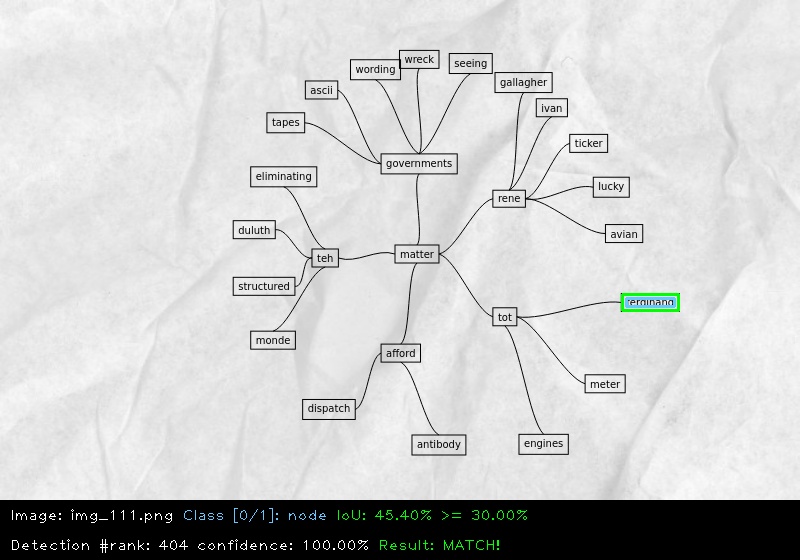 wreck
wording
seeing
gallagher
ascii
ivan
tapes
ticker
governments
eliminating
lucky
rene
duluth
avian
matter
teh
structured
tot
monde
afford
meter
dispatch
engines
antibody
Image: img_111.png Class [0/1]: node IoU: 45.40% >= 30.00%
Detection #rank: 404 confidence: 100.00% Result: MATCH!